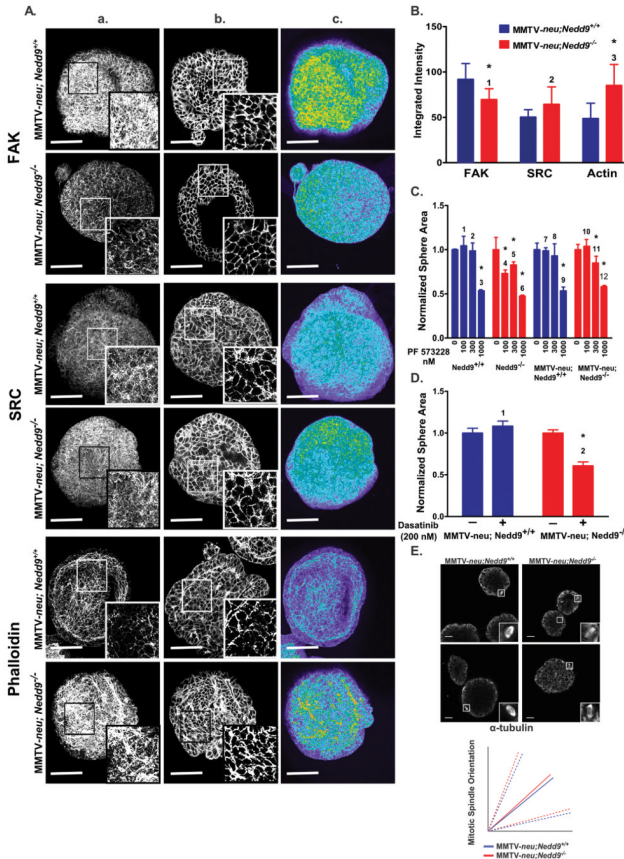 A.
a.
b.
c.
FAK
MMTV-neu; Nedd9+/+
MMTV-neu; Nedd9-/-
SRC
MMTV-neu; Nedd9+/+
MMTV-neu; Nedd9-/-
Phalloidin
MMTV-neu; Nedd9+/+
MMTV-neu; Nedd9-/-
B.
MMTV-neu;Nedd9+/+
MMTV-neu;Nedd9-/-
Integrated Intensity
150
100
50
0
* 1
2
* 3
FAK SRC Actin
C.
Normalized Sphere Area
1.5
1.0
0.5
0.0
1 2 3 * 4 * 5 * 6 * 7 8 9 * 10 11 * 12 *
PF 573228 nM
0 100 300 1000 0 100 300 1000 0 100 300 1000 0 100 300 1000
Nedd9+/+ Nedd9-/- MMTV-neu; Nedd9+/+ MMTV-neu; Nedd9-/-
D.
Normalized Sphere Area
1.5
1.0
0.5
0.0
1
* 2
Dasatinib (200 nM)
– + – +
MMTV-neu; Nedd9+/+ MMTV-neu; Nedd9-/
E.
MMTV-neu;Nedd9+/+ MMTV-neu;Nedd9-/-
α-tubulin
Mitotic Spindle Orientation
MMTV-neu;Nedd9+/+
MMTV-neu;Nedd9-/-